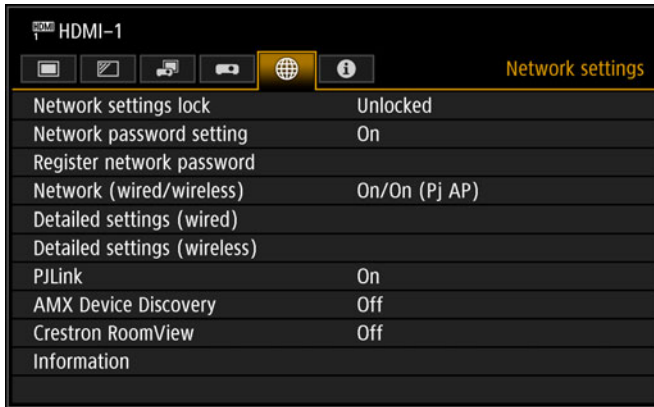 HDMI 1 HDMI-1
Network settings
Network settings lock Unlocked
Network password setting On
Register network password
Network (wired/wireless) On/On (Pj AP)
Detailed settings (wired)
Detailed settings (wireless)
PJLink On
AMX Device Discovery Off
Crestron RoomView Off
Information